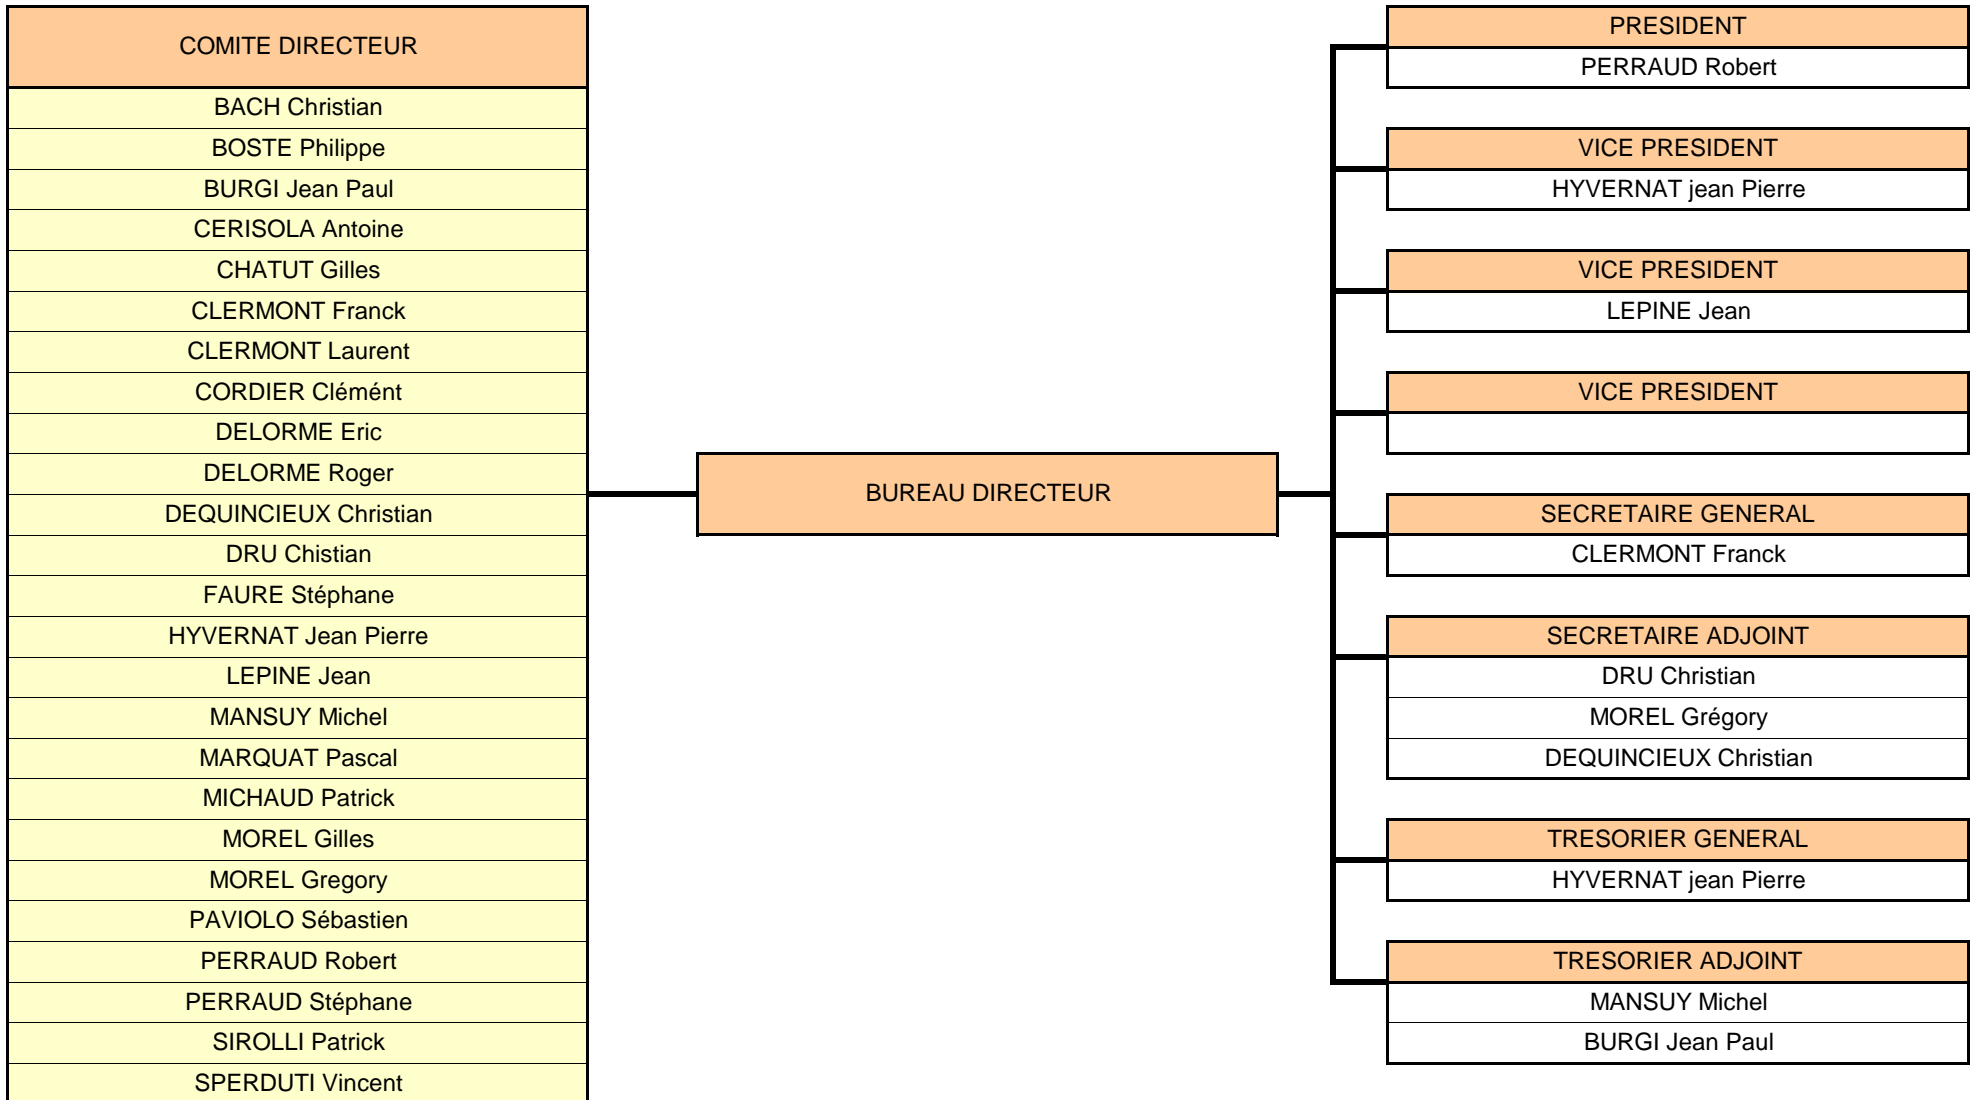 COMITE DIRECTEUR
BACH Christian
BOSTE Philippe
BURGI Jean Paul
CERISOLA Antoine
CHATUT Gilles
CLERMONT Franck
CLERMONT Laurent
CORDIER Clémént
DELORME Eric
DELORME Roger
DEQUINCIEUX Christian
DRU Chistian
FAURE Stéphane
HYVERNAT Jean Pierre
LEPINE Jean
MANSUY Michel
MARQUAT Pascal
MICHAUD Patrick
MOREL Gilles
MOREL Gregory
PAVIOLO Sébastien
PERRAUD Robert
PERRAUD Stéphane
SIROLLI Patrick
SPERDUTI Vincent
BUREAU DIRECTEUR
PRESIDENT
PERRAUD Robert
VICE PRESIDENT
HYVERNAT jean Pierre
VICE PRESIDENT
LEPINE Jean
VICE PRESIDENT
SECRETAIRE GENERAL
CLERMONT Franck
SECRETAIRE ADJOINT
DRU Christian
MOREL Grégory
DEQUINCIEUX Christian
TRESORIER GENERAL
HYVERNAT jean Pierre
TRESORIER ADJOINT
MANSUY Michel
BURGI Jean Paul